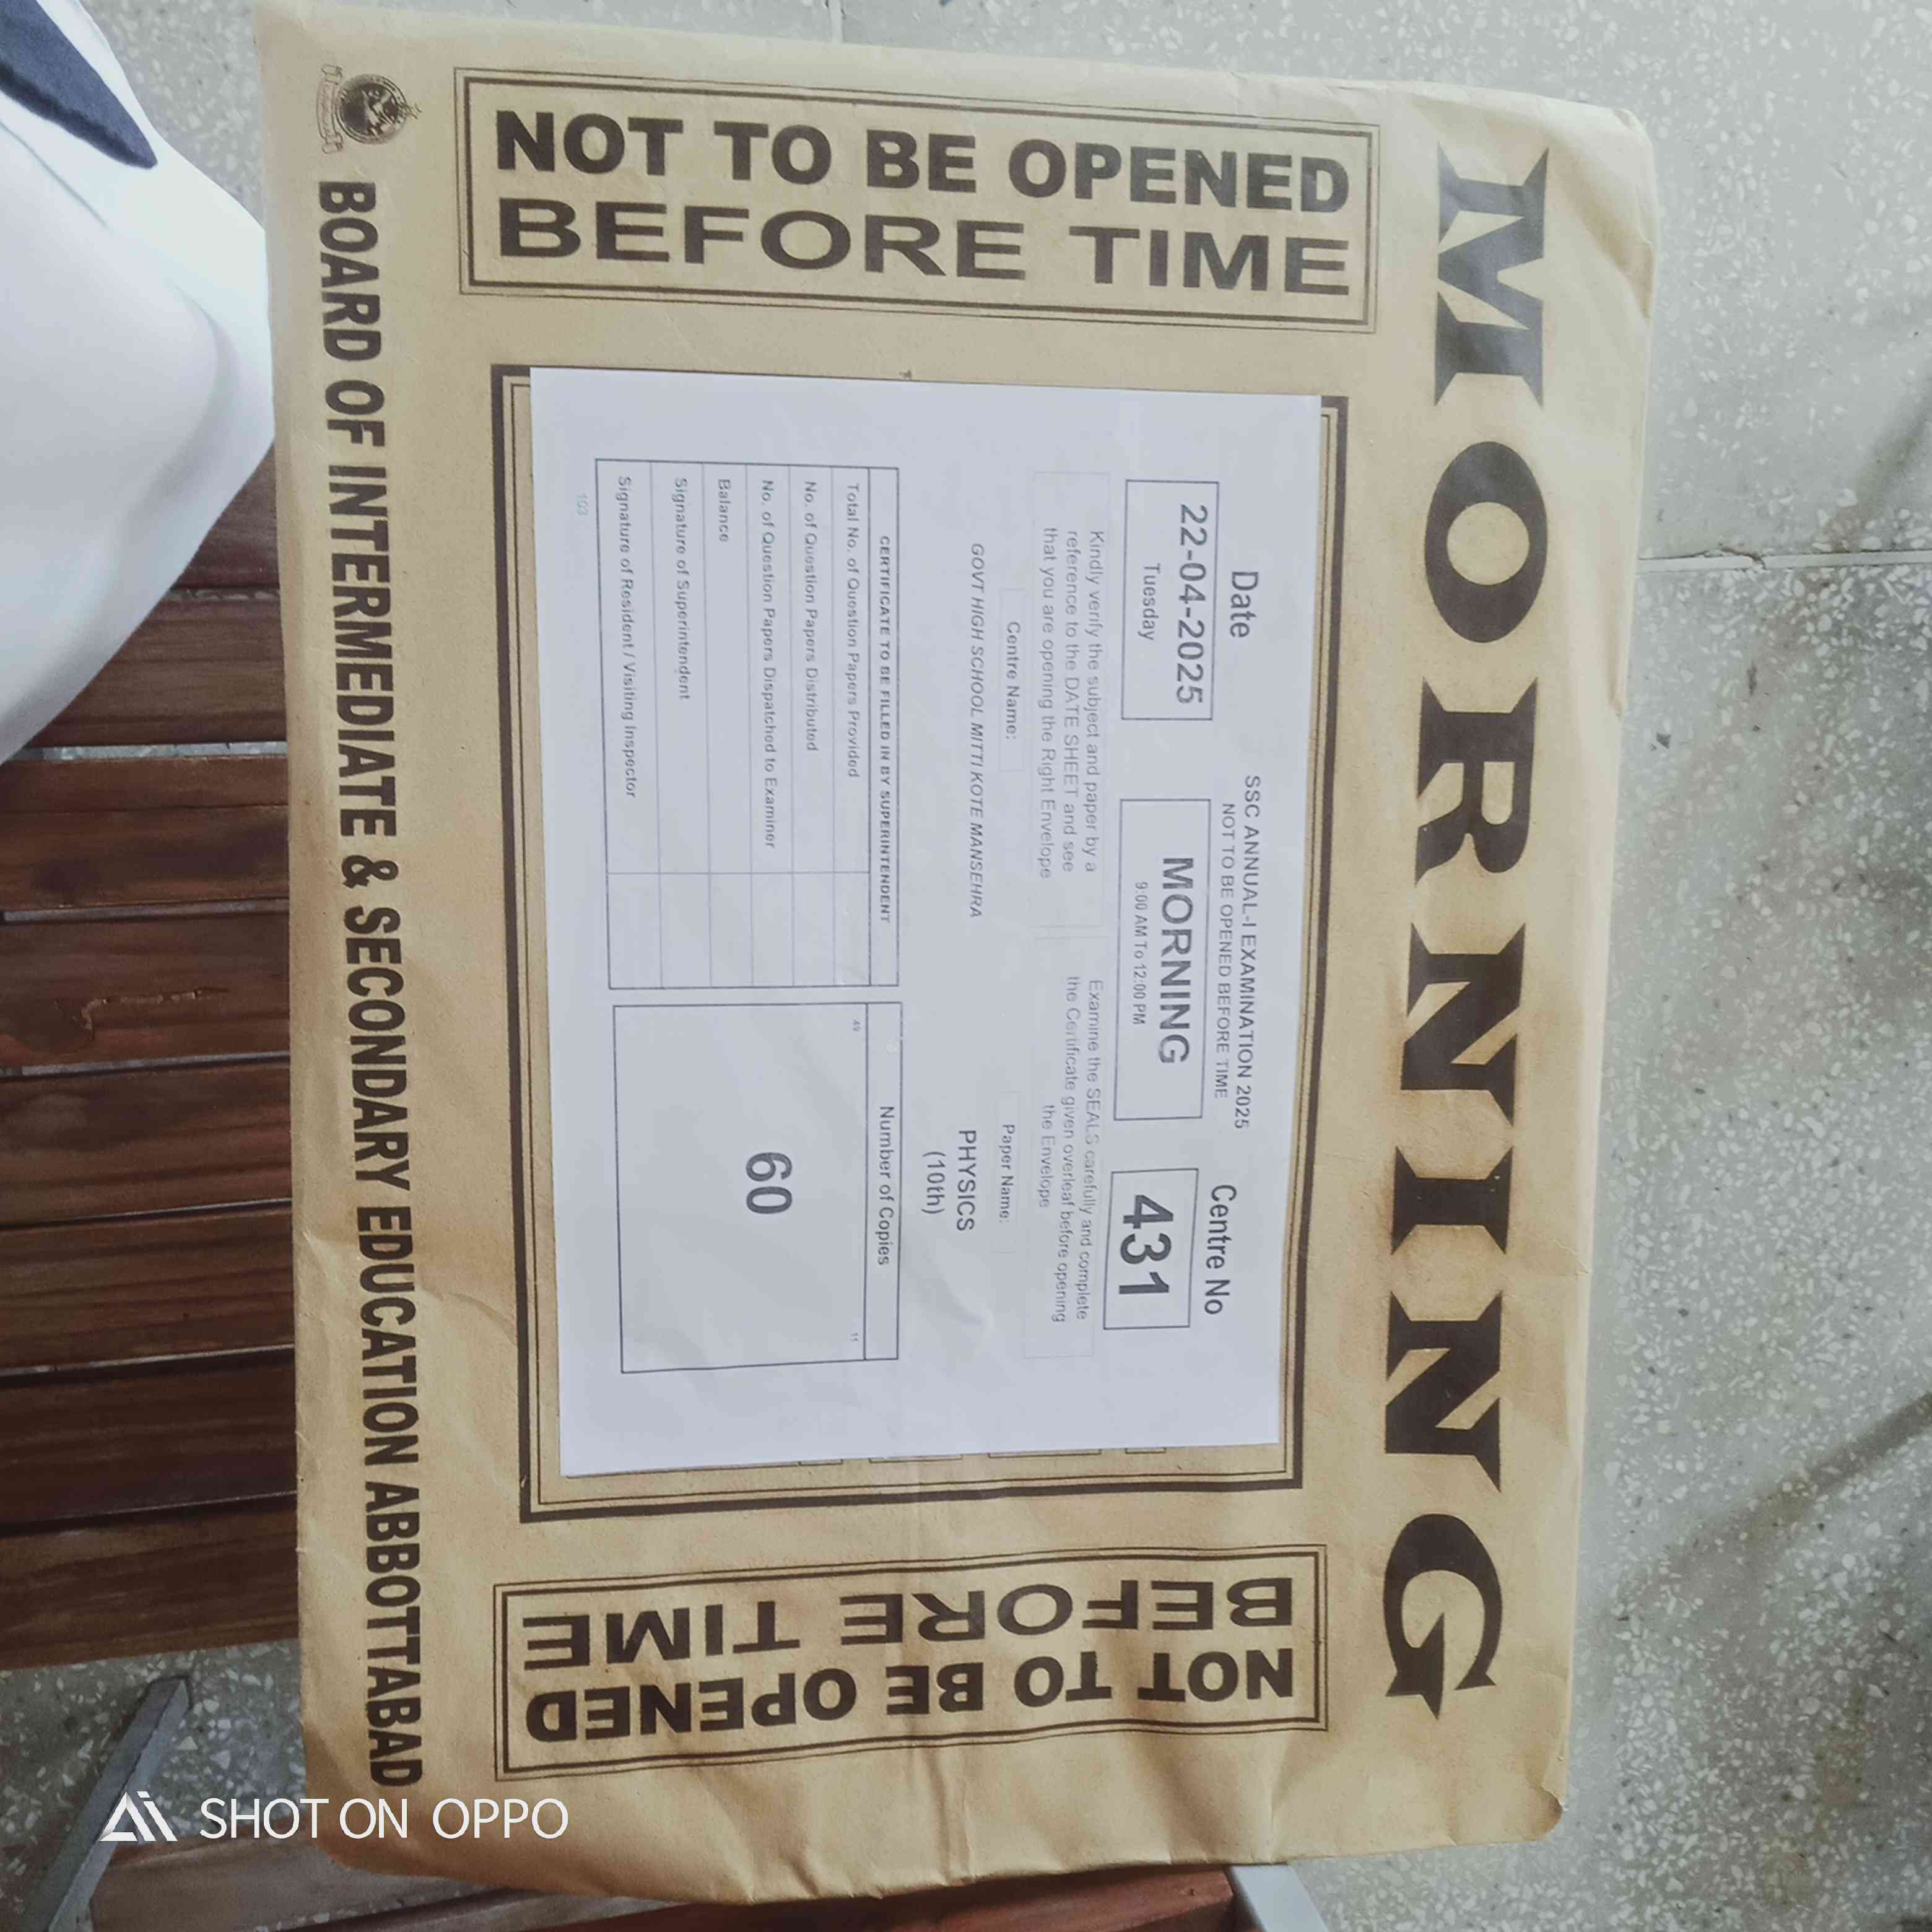 MORNING
NOT TO BE OPENED
BEFORE TIME
Date
22-04-2025
Tuesday
SSC ANNUAL-I EXAMINATION 2025
NOT TO BE OPENED BEFORE TIME
MORNING
9:00 AM To 12:00 PM
Centre No
431
Kindly verify the subject and paper by a
reference to the DATE SHEET and see
that you are opening the Right Envelope
Examine the SEALS carefully and complete
the Certificate given overleaf before opening
the Envelope
Centre Name:
GOVT HIGH SCHOOL MITTI KOTE MANSEHRA
Paper Name:
PHYSICS
(10th)
CERTIFICATE TO BE FILLED IN BY SUPERINTENDENT
Total No. of Question Papers Provided
No. of Question Papers Distributed
No. of Question Papers Dispatched to Examiner
Balance
Signature of Superintendent
Signature of Resident / Visiting Inspector
Number of Copies
49
11
60
103
NOT TO BE OPENED
BEFORE TIME
BOARD OF INTERMEDIATE & SECONDARY EDUCATION ABBOTTABAD
Ai SHOT ON OPPO